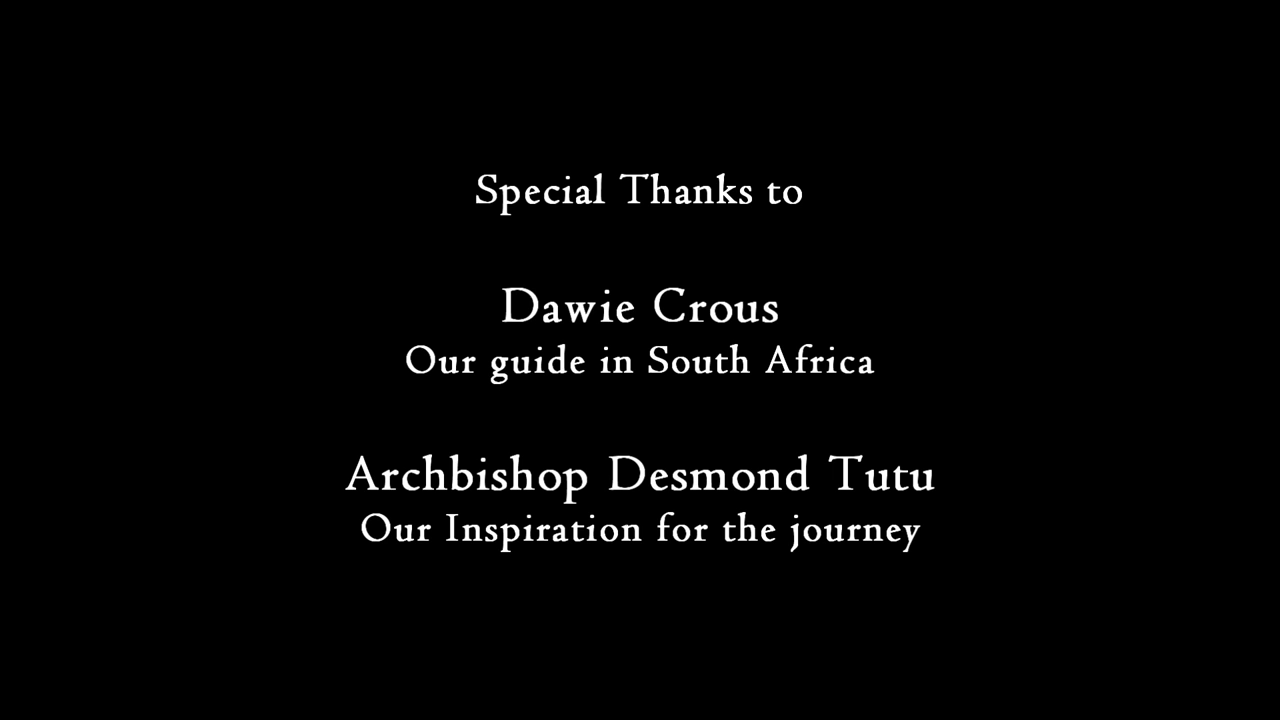 Special Thanks to
Dawie Crous
Our guide in South Africa
Archbishop Desmond Tutu
Our Inspiration for the journey